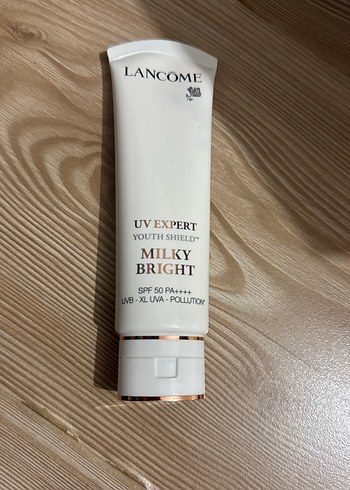 LANCÔME
UV EXPERT
YOUTH SHIELD™
MILKY
BRIGHT
SPF 50 PA++++
UVB - XL UVA - POLLUTION*